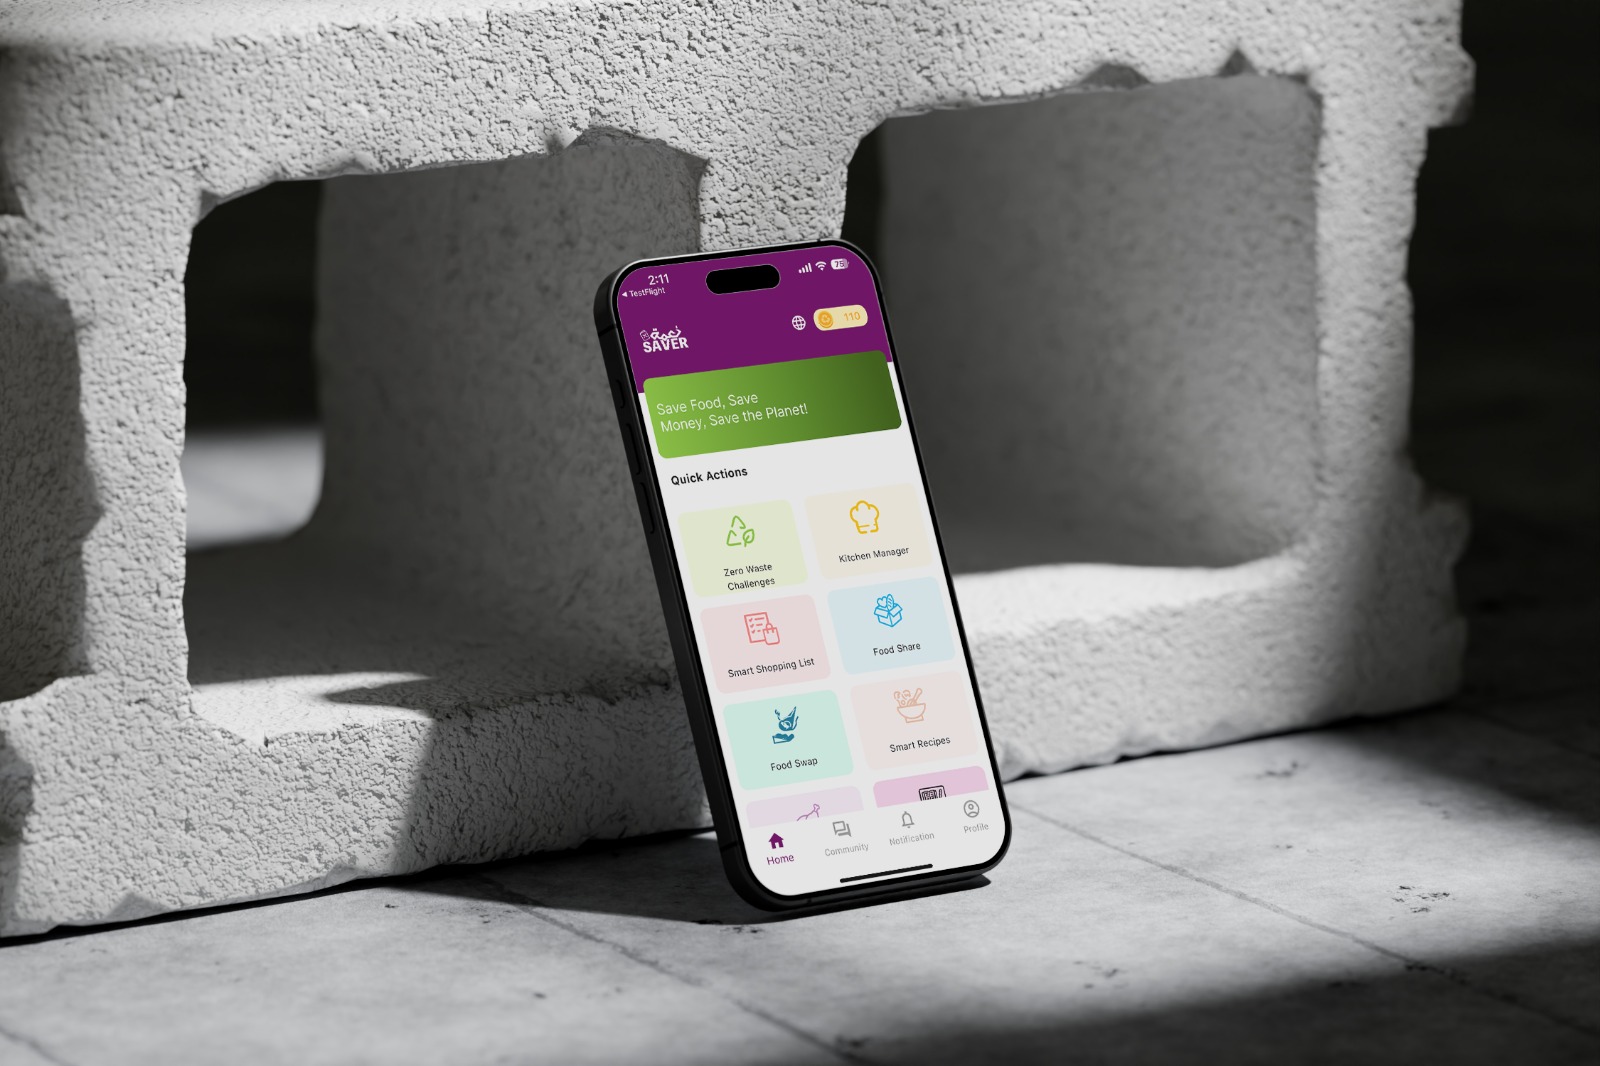 2:11
75
◀ TestFlight
نعمة
SAVER
110
Save Food, Save
Money, Save the Planet!
Quick Actions
Zero Waste
Challenges
Kitchen Manager
Smart Shopping List
Food Share
Food Swap
Smart Recipes
Home
Community
Notification
Profile